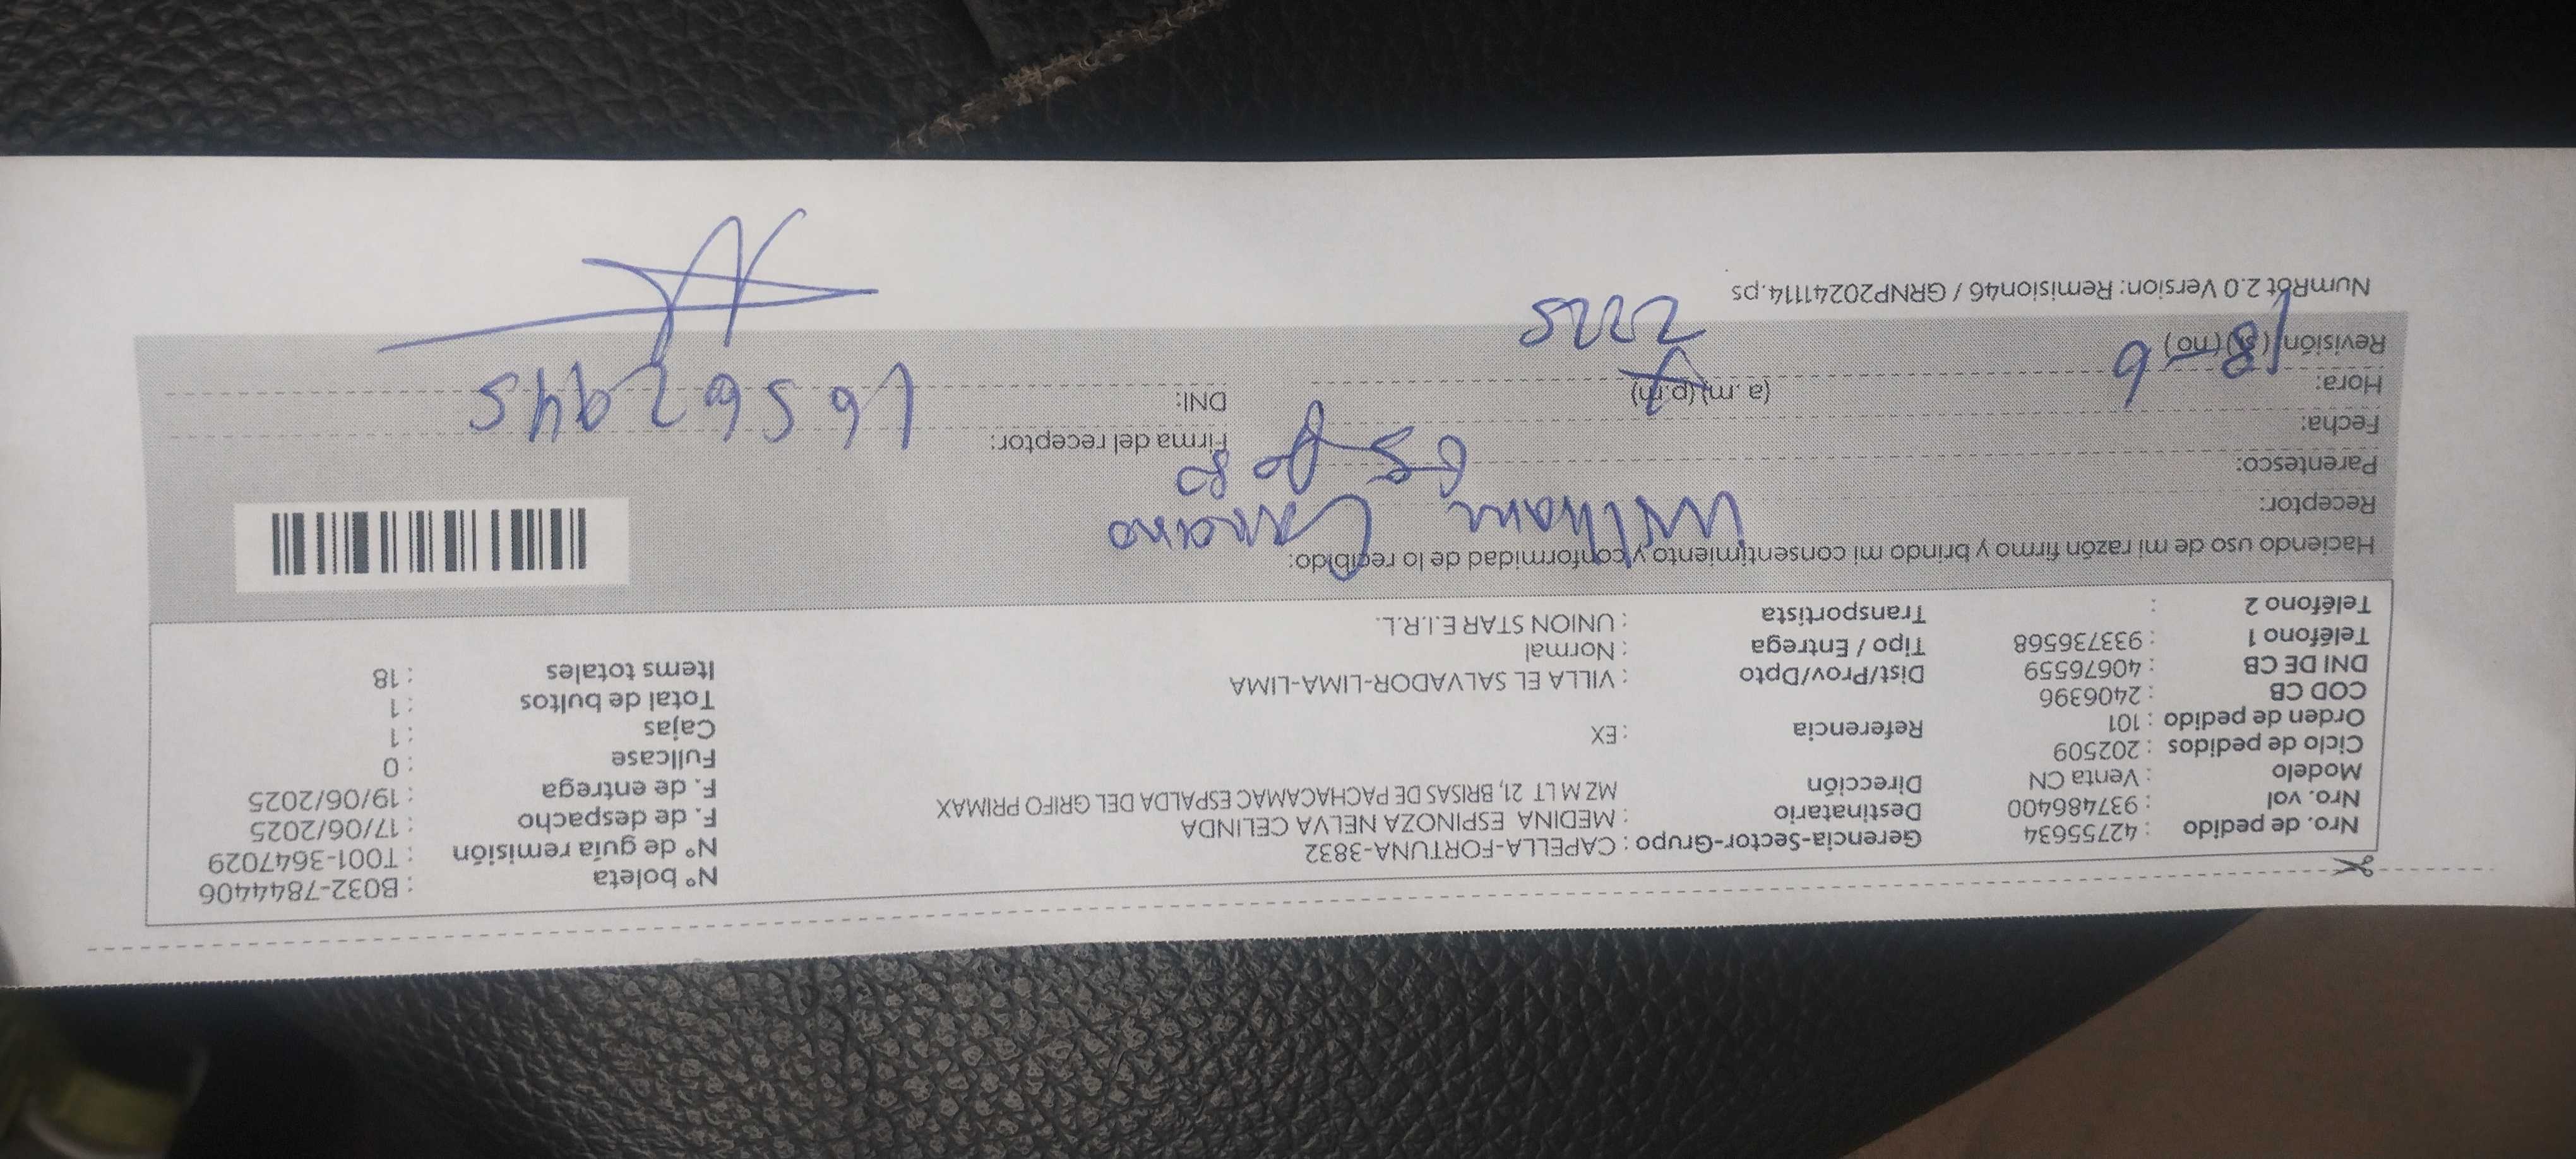 Nro. de pedido : 42755634
Nro. vol : 937486400
Modelo : Venta CN
Ciclo de pedidos : 202509
Orden de pedido : 101
COD CB : 2406396
DNI DE CB : 40676559
Teléfono 1 : 933736568
Teléfono 2 :
Gerencia-Sector-Grupo : CAPELLA-FORTUNA-3832
Destinatario : MEDINA ESPINOZA NELVA CELINDA
Dirección MZ M LT 21, BRISAS DE PACHACAMAC ESPALDA DEL GRIFO PRIMAX
Referencia : EX
Dist/Prov/Dpto : VILLA EL SALVADOR-LIMA-LIMA
Tipo / Entrega : Normal
Transportista : UNION STAR E.I.R.L.
N° boleta : B032-7844406
N° de guía remisión : T001-3647029
F. de despacho : 17/06/2025
F. de entrega : 19/06/2025
Fullcase : 0
Cajas : 1
Total de bultos : 1
Items totales : 18
Haciendo uso de mi razón firmo y brindo mi consentimiento y conformidad de lo recibido:
Receptor: William
Parentesco:
Fecha:
Hora: (a. m) (p.m)
Revisión (si) (no)
18-6
Firma del receptor:
DNI:
NumRot 2.0 Version: Remision46 / GRNP20241114.ps